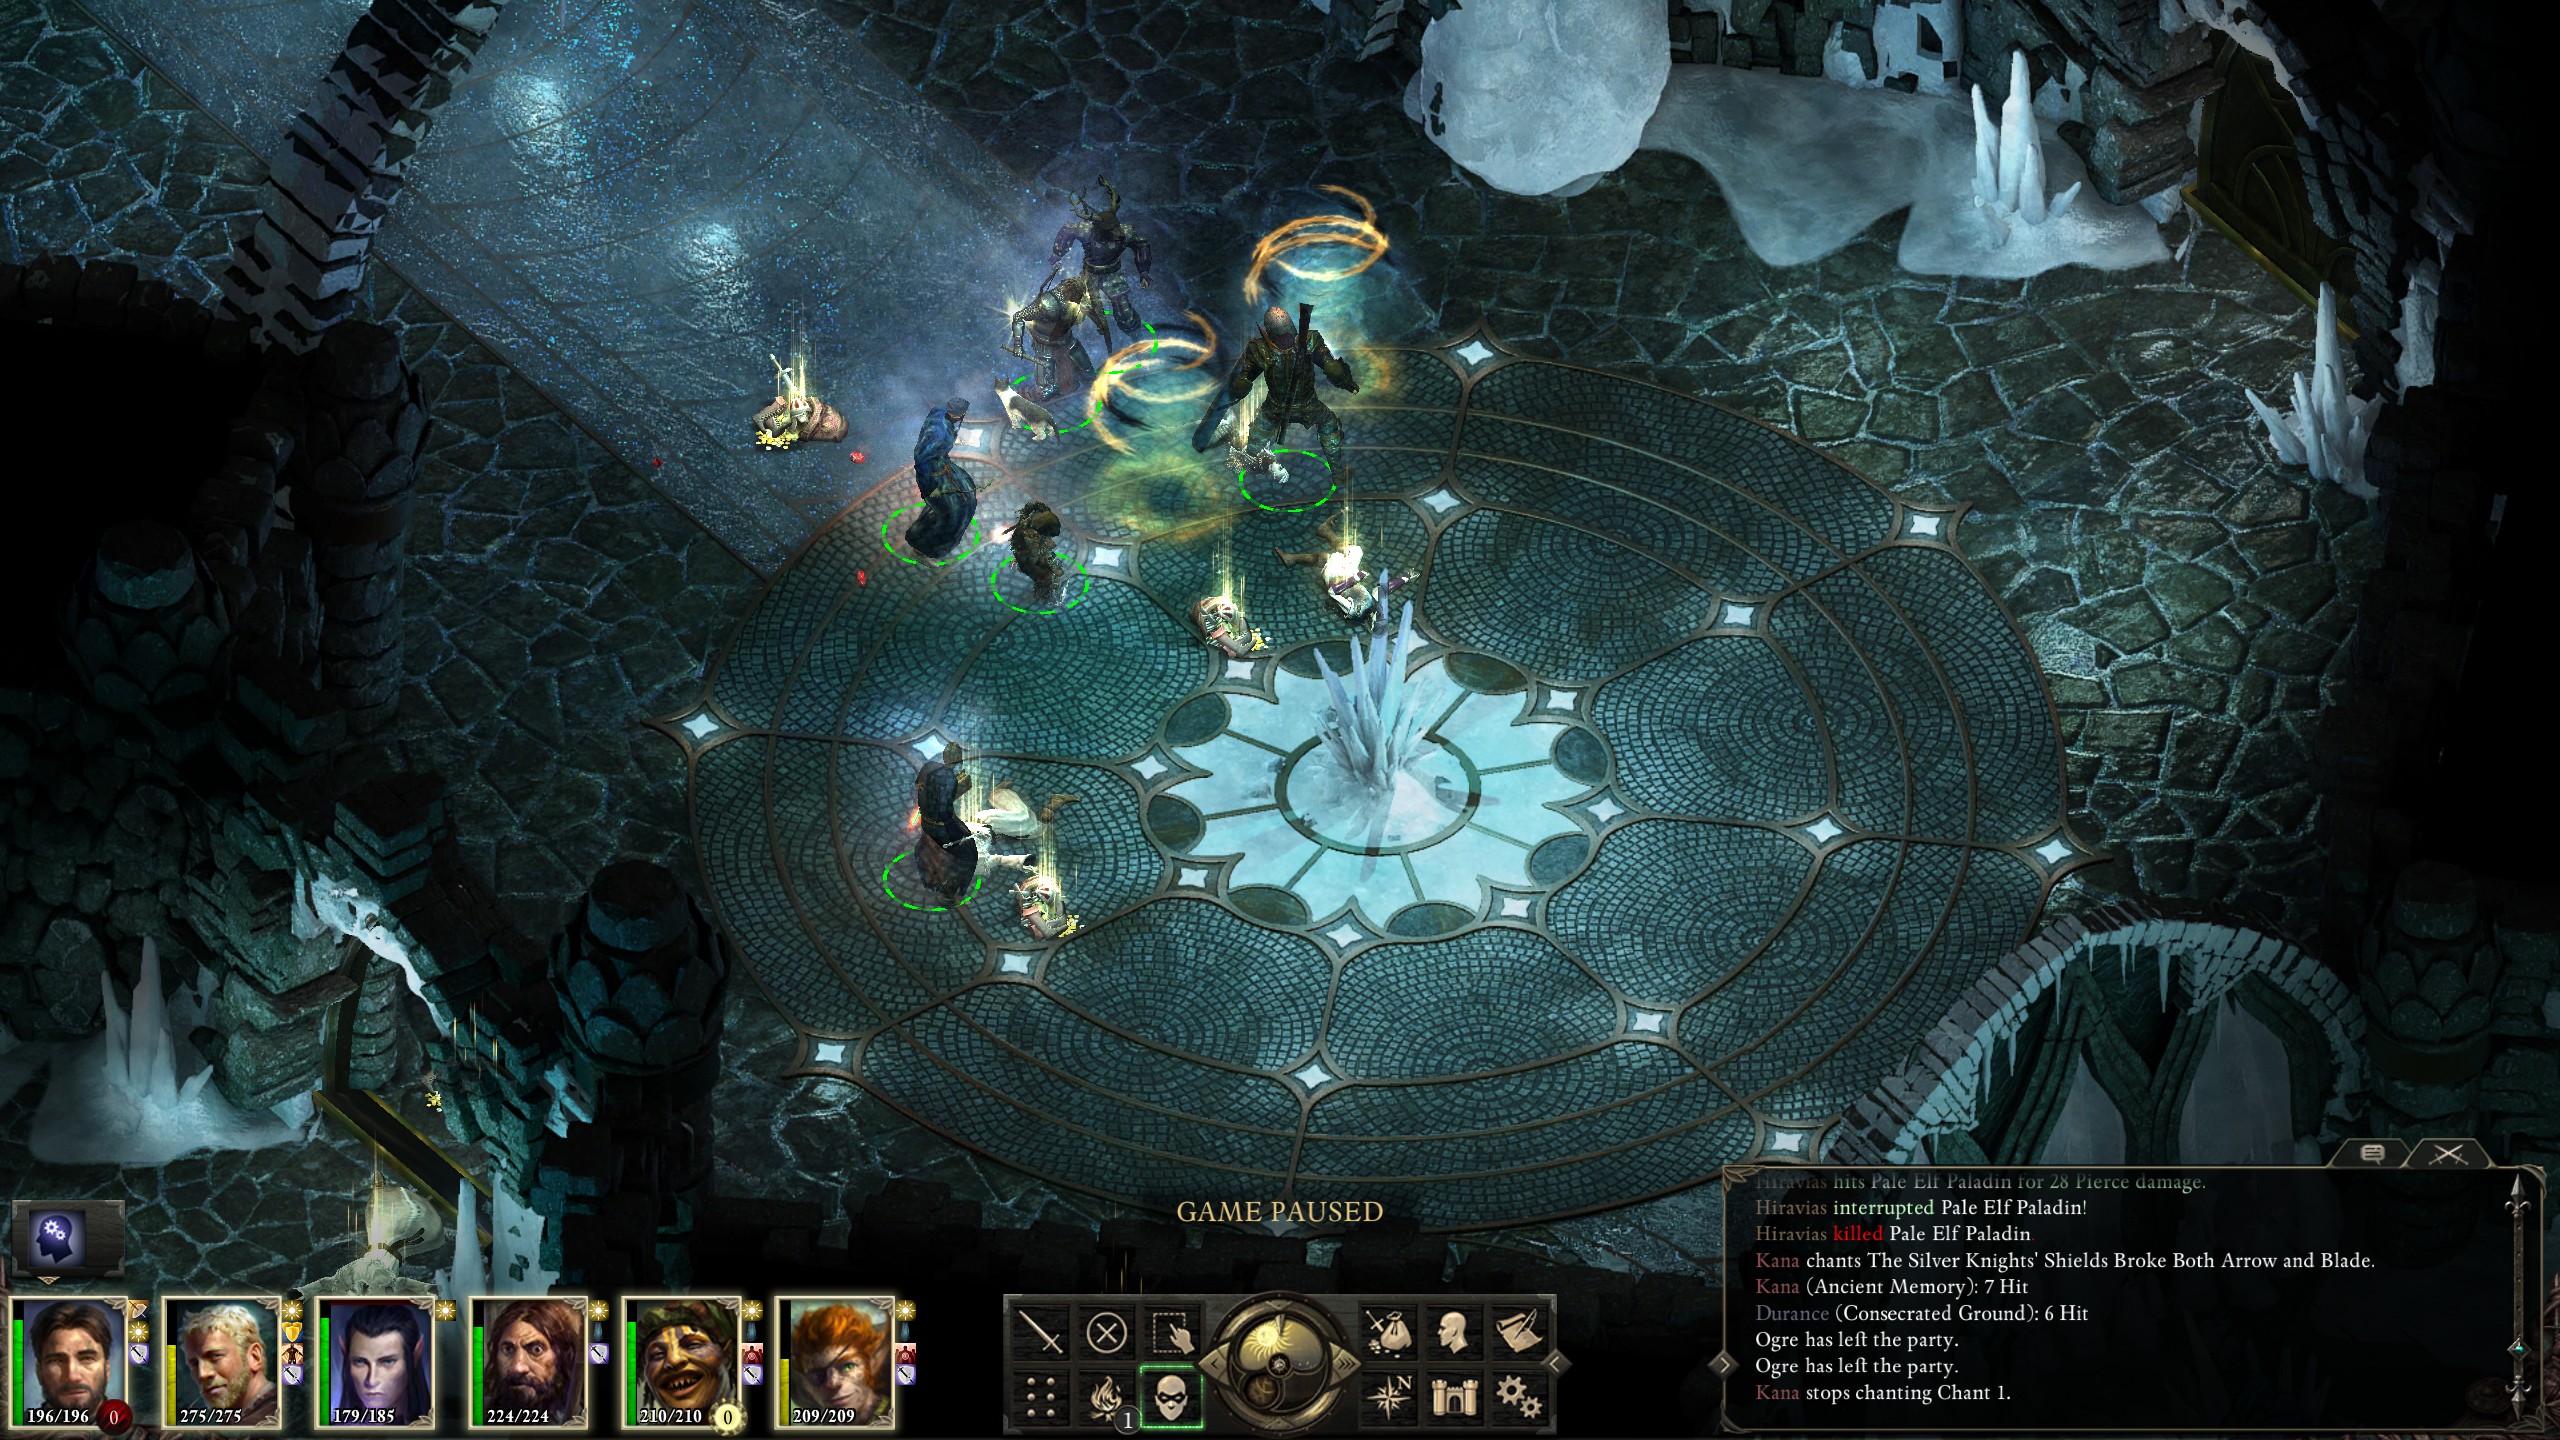 GAME PAUSED
Hiravias hits Pale Elf Paladin for 28 Pierce damage.
Hiravias interrupted Pale Elf Paladin!
Hiravias killed Pale Elf Paladin.
Kana chants The Silver Knights' Shields Broke Both Arrow and Blade.
Kana (Ancient Memory): 7 Hit
Durance (Consecrated Ground): 6 Hit
Ogre has left the party.
Ogre has left the party.
Kana stops chanting Chant 1.
196/196 0
275/275
179/185
224/224
210/210 0
209/209
1
N